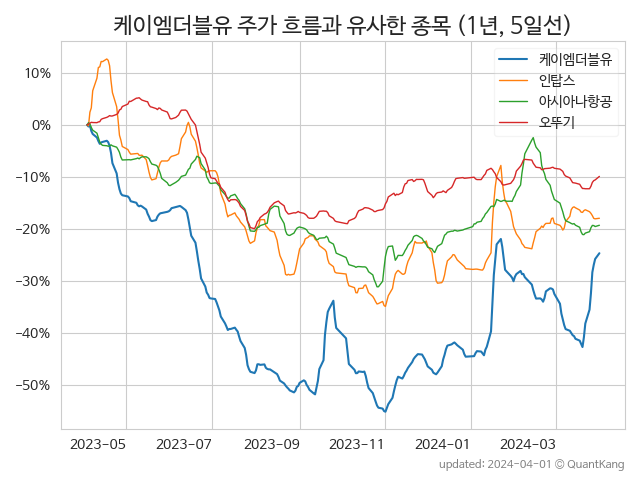 케이엠더블유 주가 흐름과 유사한 종목 (1년, 5일선)
케이엠더블유
인탑스
아시아나항공
오뚜기
10%
0%
−10%
−20%
−30%
−40%
−50%
2023-05 2023-07 2023-09 2023-11 2024-01 2024-03
updated: 2024-04-01 © QuantKang